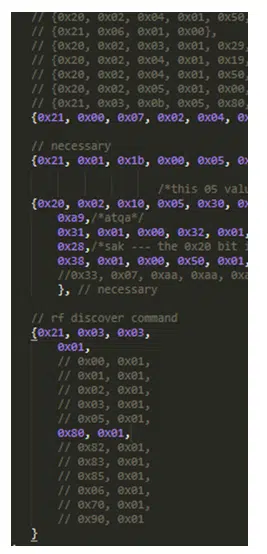 // {0x20, 0x02, 0x04, 0x01, 0x50,
// {0x21, 0x06, 0x01, 0x00},
// {0x20, 0x02, 0x03, 0x01, 0x29,
// {0x20, 0x02, 0x04, 0x01, 0x19,
// {0x20, 0x02, 0x04, 0x01, 0x50,
// {0x20, 0x02, 0x05, 0x01, 0x00,
// {0x21, 0x03, 0x0b, 0x05, 0x80,
{0x21, 0x00, 0x07, 0x02, 0x04, 0x
// necessary
{0x21, 0x01, 0x1b, 0x00, 0x05, 0x
/*this 05 valu
{0x20, 0x02, 0x10, 0x05, 0x30, 0x
0xa9,/*atqa*/
0x31, 0x01, 0x00, 0x32, 0x01,
0x28,/*sak --- the 0x20 bit i
0x38, 0x01, 0x00, 0x50, 0x01,
//0x33, 0x07, 0xaa, 0xaa, 0xa
}, // necessary
// rf discover command
{0x21, 0x03, 0x03,
0x01,
// 0x00, 0x01,
// 0x01, 0x01,
// 0x02, 0x01,
// 0x03, 0x01,
// 0x05, 0x01,
0x80, 0x01,
// 0x82, 0x01,
// 0x83, 0x01,
// 0x85, 0x01,
// 0x06, 0x01,
// 0x70, 0x01,
// 0x90, 0x01
}